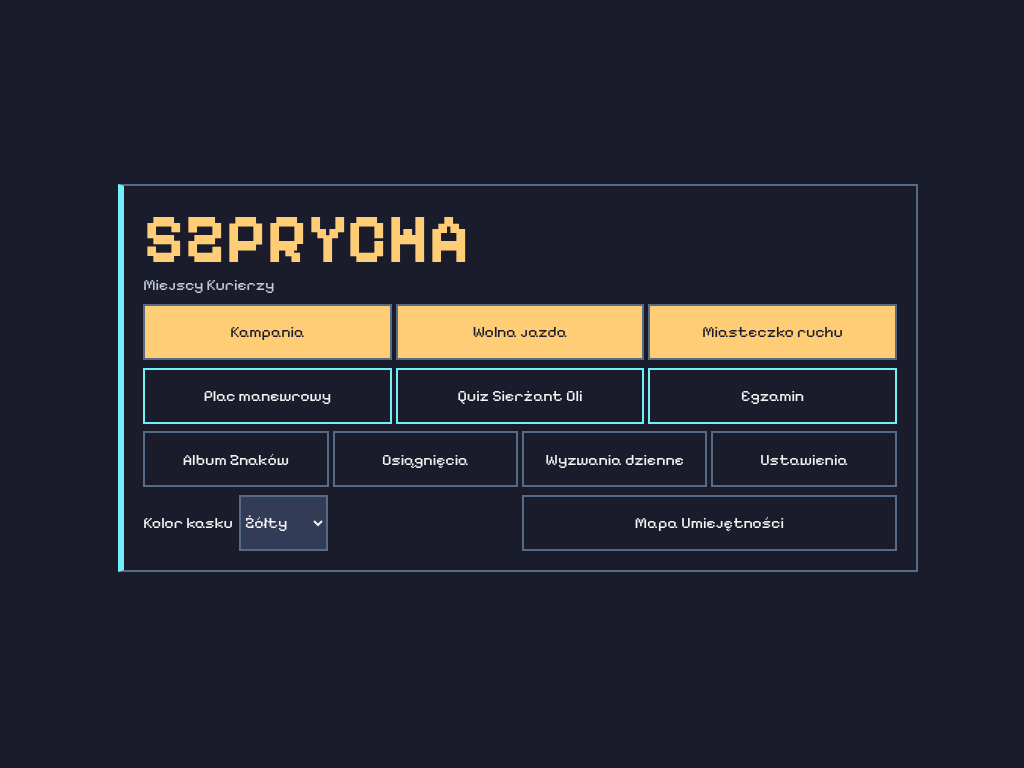 SZPRYCHA
Miejscy Kurierzy
Kampania
Wolna jazda
Miasteczko ruchu
Plac manewrowy
Quiz Sierżant Oli
Egzamin
Album Znaków
Osiągnięcia
Wyzwania dzienne
Ustawienia
Kolor kasku
Żółty
Mapa Umiejętności